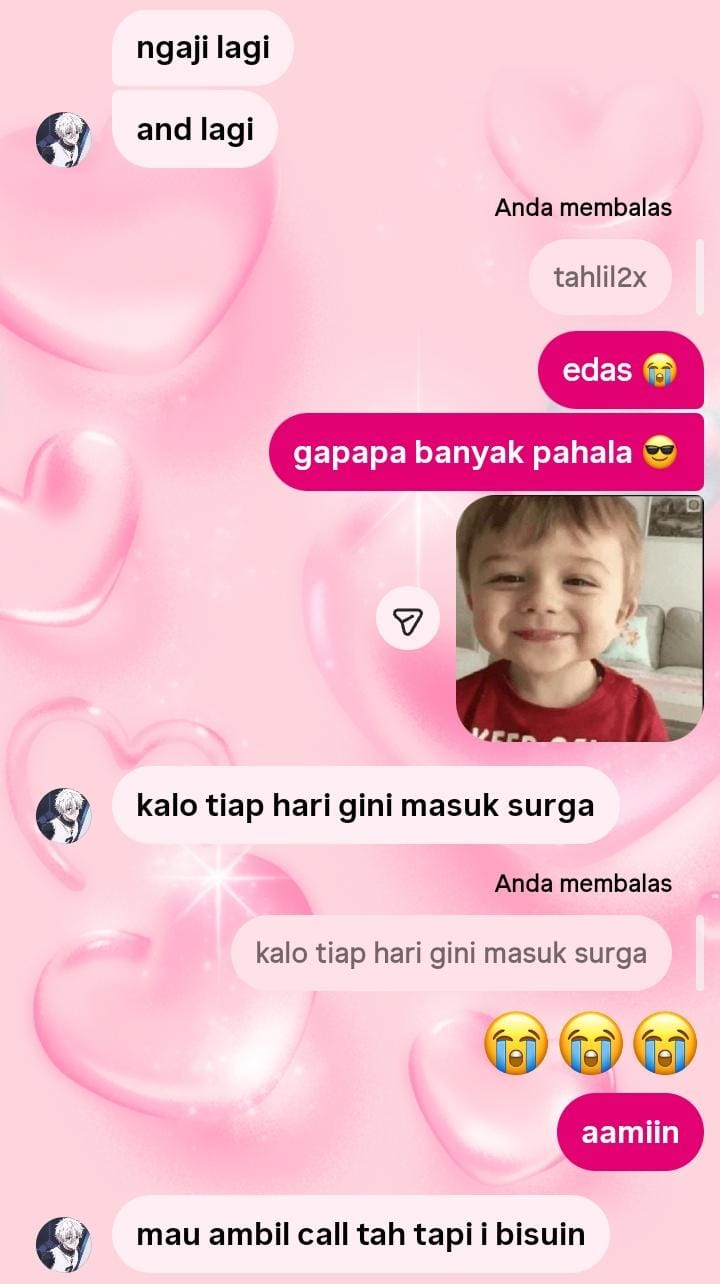 ngaji lagi
and lagi
Anda membalas
tahlil2x
edas 😭
gapapa banyak pahala 😎
kalo tiap hari gini masuk surga
Anda membalas
kalo tiap hari gini masuk surga
😭😭😭
aamiin
mau ambil call tah tapi i bisuin